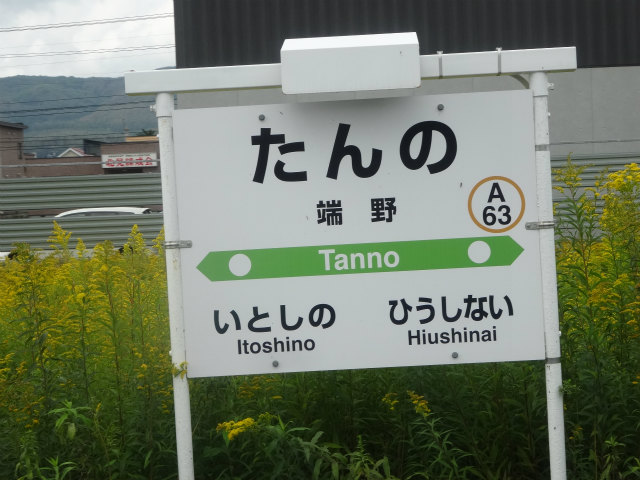 たんの
端野
A
63
Tanno
いとしの
Itoshino
ひうしない
Hiushinai